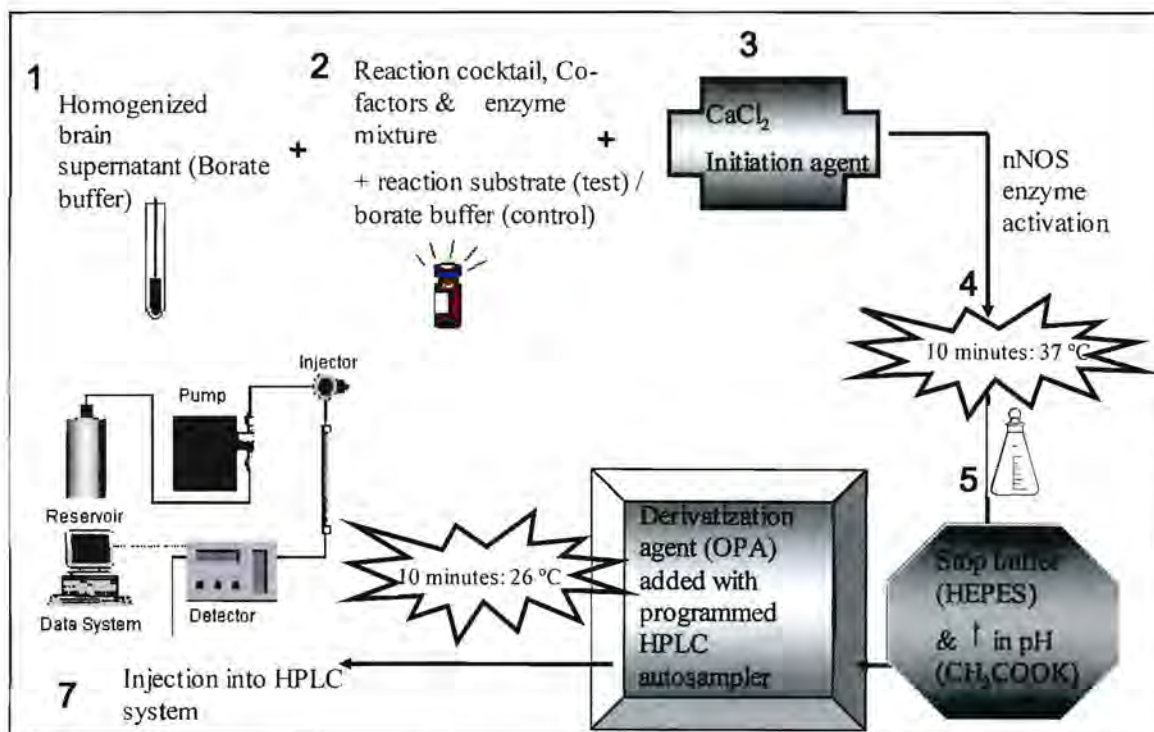 1
Homogenized
brain
supernatant (Borate
buffer)
+
2
Reaction cocktail, Co-
factors & enzyme
mixture
+ reaction substrate (test) /
borate buffer (control)
+
3
CaCl₂
Initiation agent
nNOS
enzyme
activation
4
10 minutes: 37 °C
5
Stop buffer
(HEPES)
& ↑ in pH
(CH₃COOK)
Derivatization
agent (OPA)
added with
programmed
HPLC
autosampler
10 minutes: 26 °C
Injector
Pump
Reservoir
Data System
Detector
7
Injection into HPLC
system